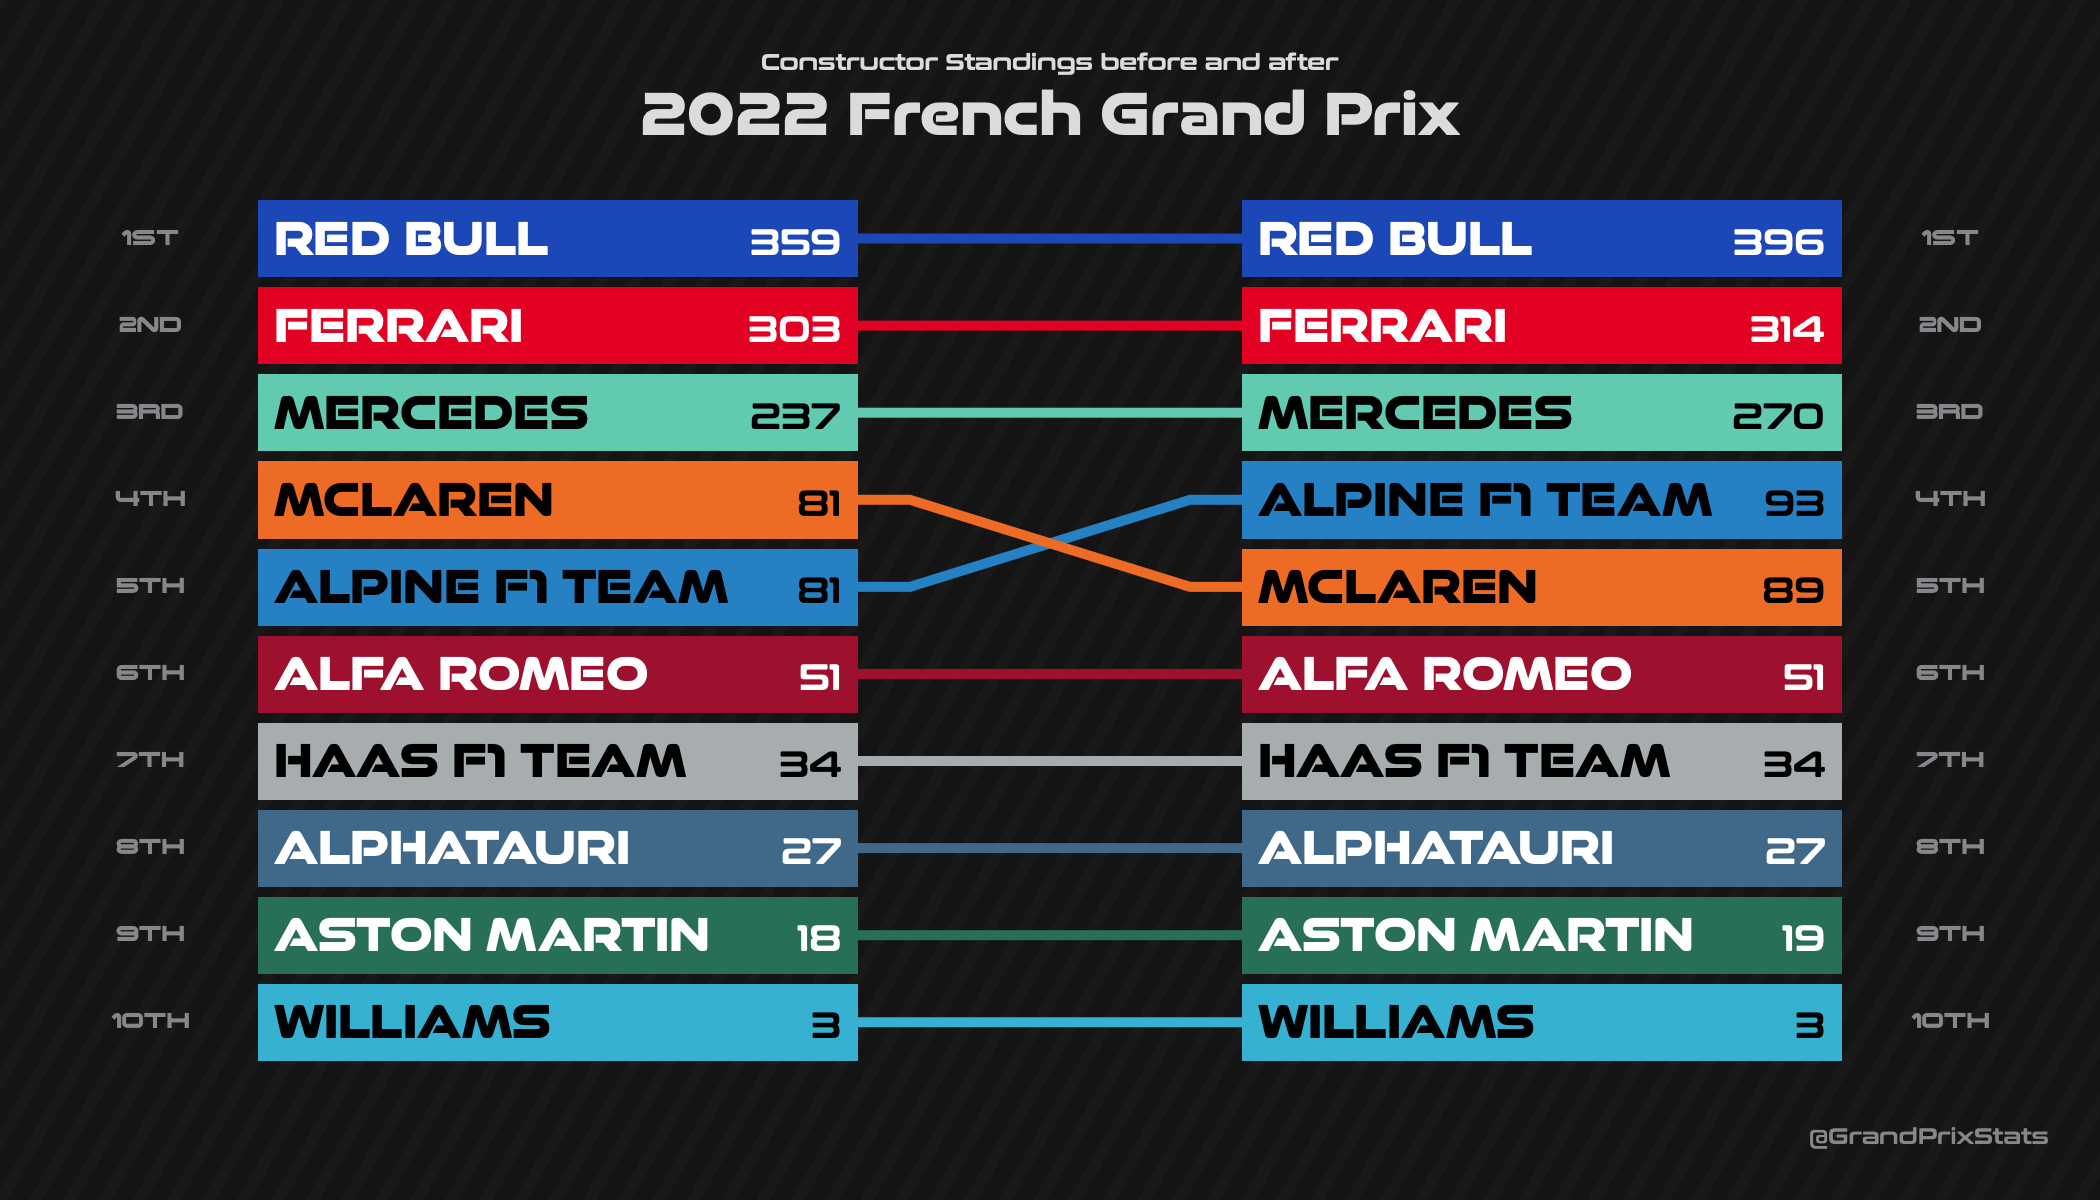 Constructor Standings before and after
2022 French Grand Prix
1ST RED BULL 359 RED BULL 396 1ST
2ND FERRARI 303 FERRARI 314 2ND
3RD MERCEDES 237 MERCEDES 270 3RD
4TH MCLAREN 81 ALPINE F1 TEAM 93 4TH
5TH ALPINE F1 TEAM 81 MCLAREN 89 5TH
6TH ALFA ROMEO 51 ALFA ROMEO 51 6TH
7TH HAAS F1 TEAM 34 HAAS F1 TEAM 34 7TH
8TH ALPHATAURI 27 ALPHATAURI 27 8TH
9TH ASTON MARTIN 18 ASTON MARTIN 19 9TH
10TH WILLIAMS 3 WILLIAMS 3 10TH
@GrandPrixStats